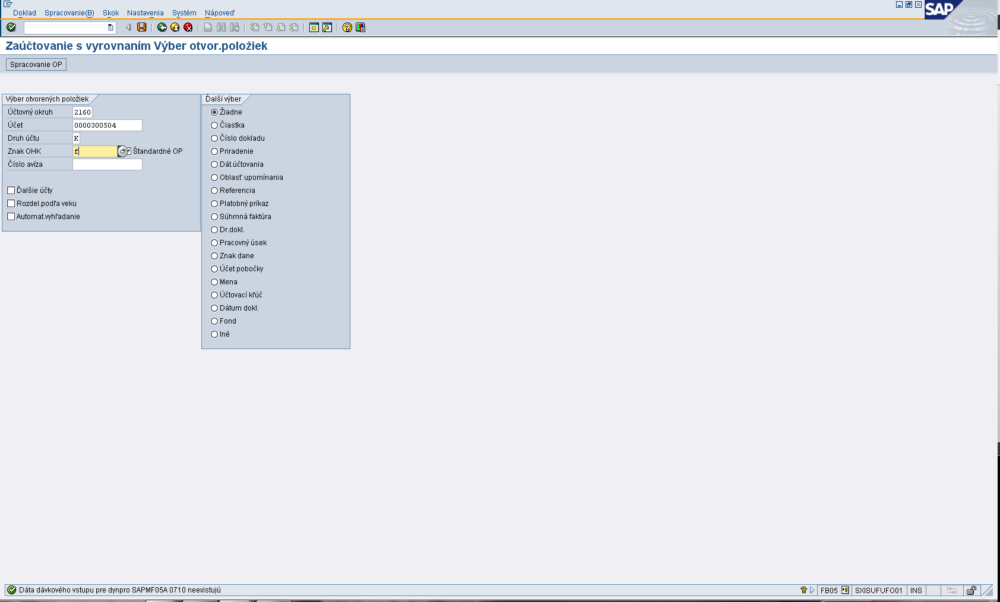 Doklad Spracovanie(B) Skok Nastavenia Systém Nápoveď
SAP
Zaúčtovanie s vyrovnaním Výber otvor.položiek
Spracovanie OP
Výber otvorených položiek
Účtovný okruh 2160
Účet 0000300504
Druh účtu K
Znak OHK f Štandardné OP
Číslo avíza
Ďalšie účty
Rozdel.podľa veku
Automat.vyhľadanie
Ďalší výber
Žiadne
Čiastka
Číslo dokladu
Priradenie
Dát.účtovania
Oblasť upomínania
Referencia
Platobný príkaz
Súhrnná faktúra
Dr.dokl.
Pracovný úsek
Znak dane
Účet pobočky
Mena
Účtovací kľúč
Dátum dokl.
Fond
Iné
Dáta dávkového vstupu pre dynpro SAPMF05A 0710 neexistujú
FB05 SXISUFUFO01 INS